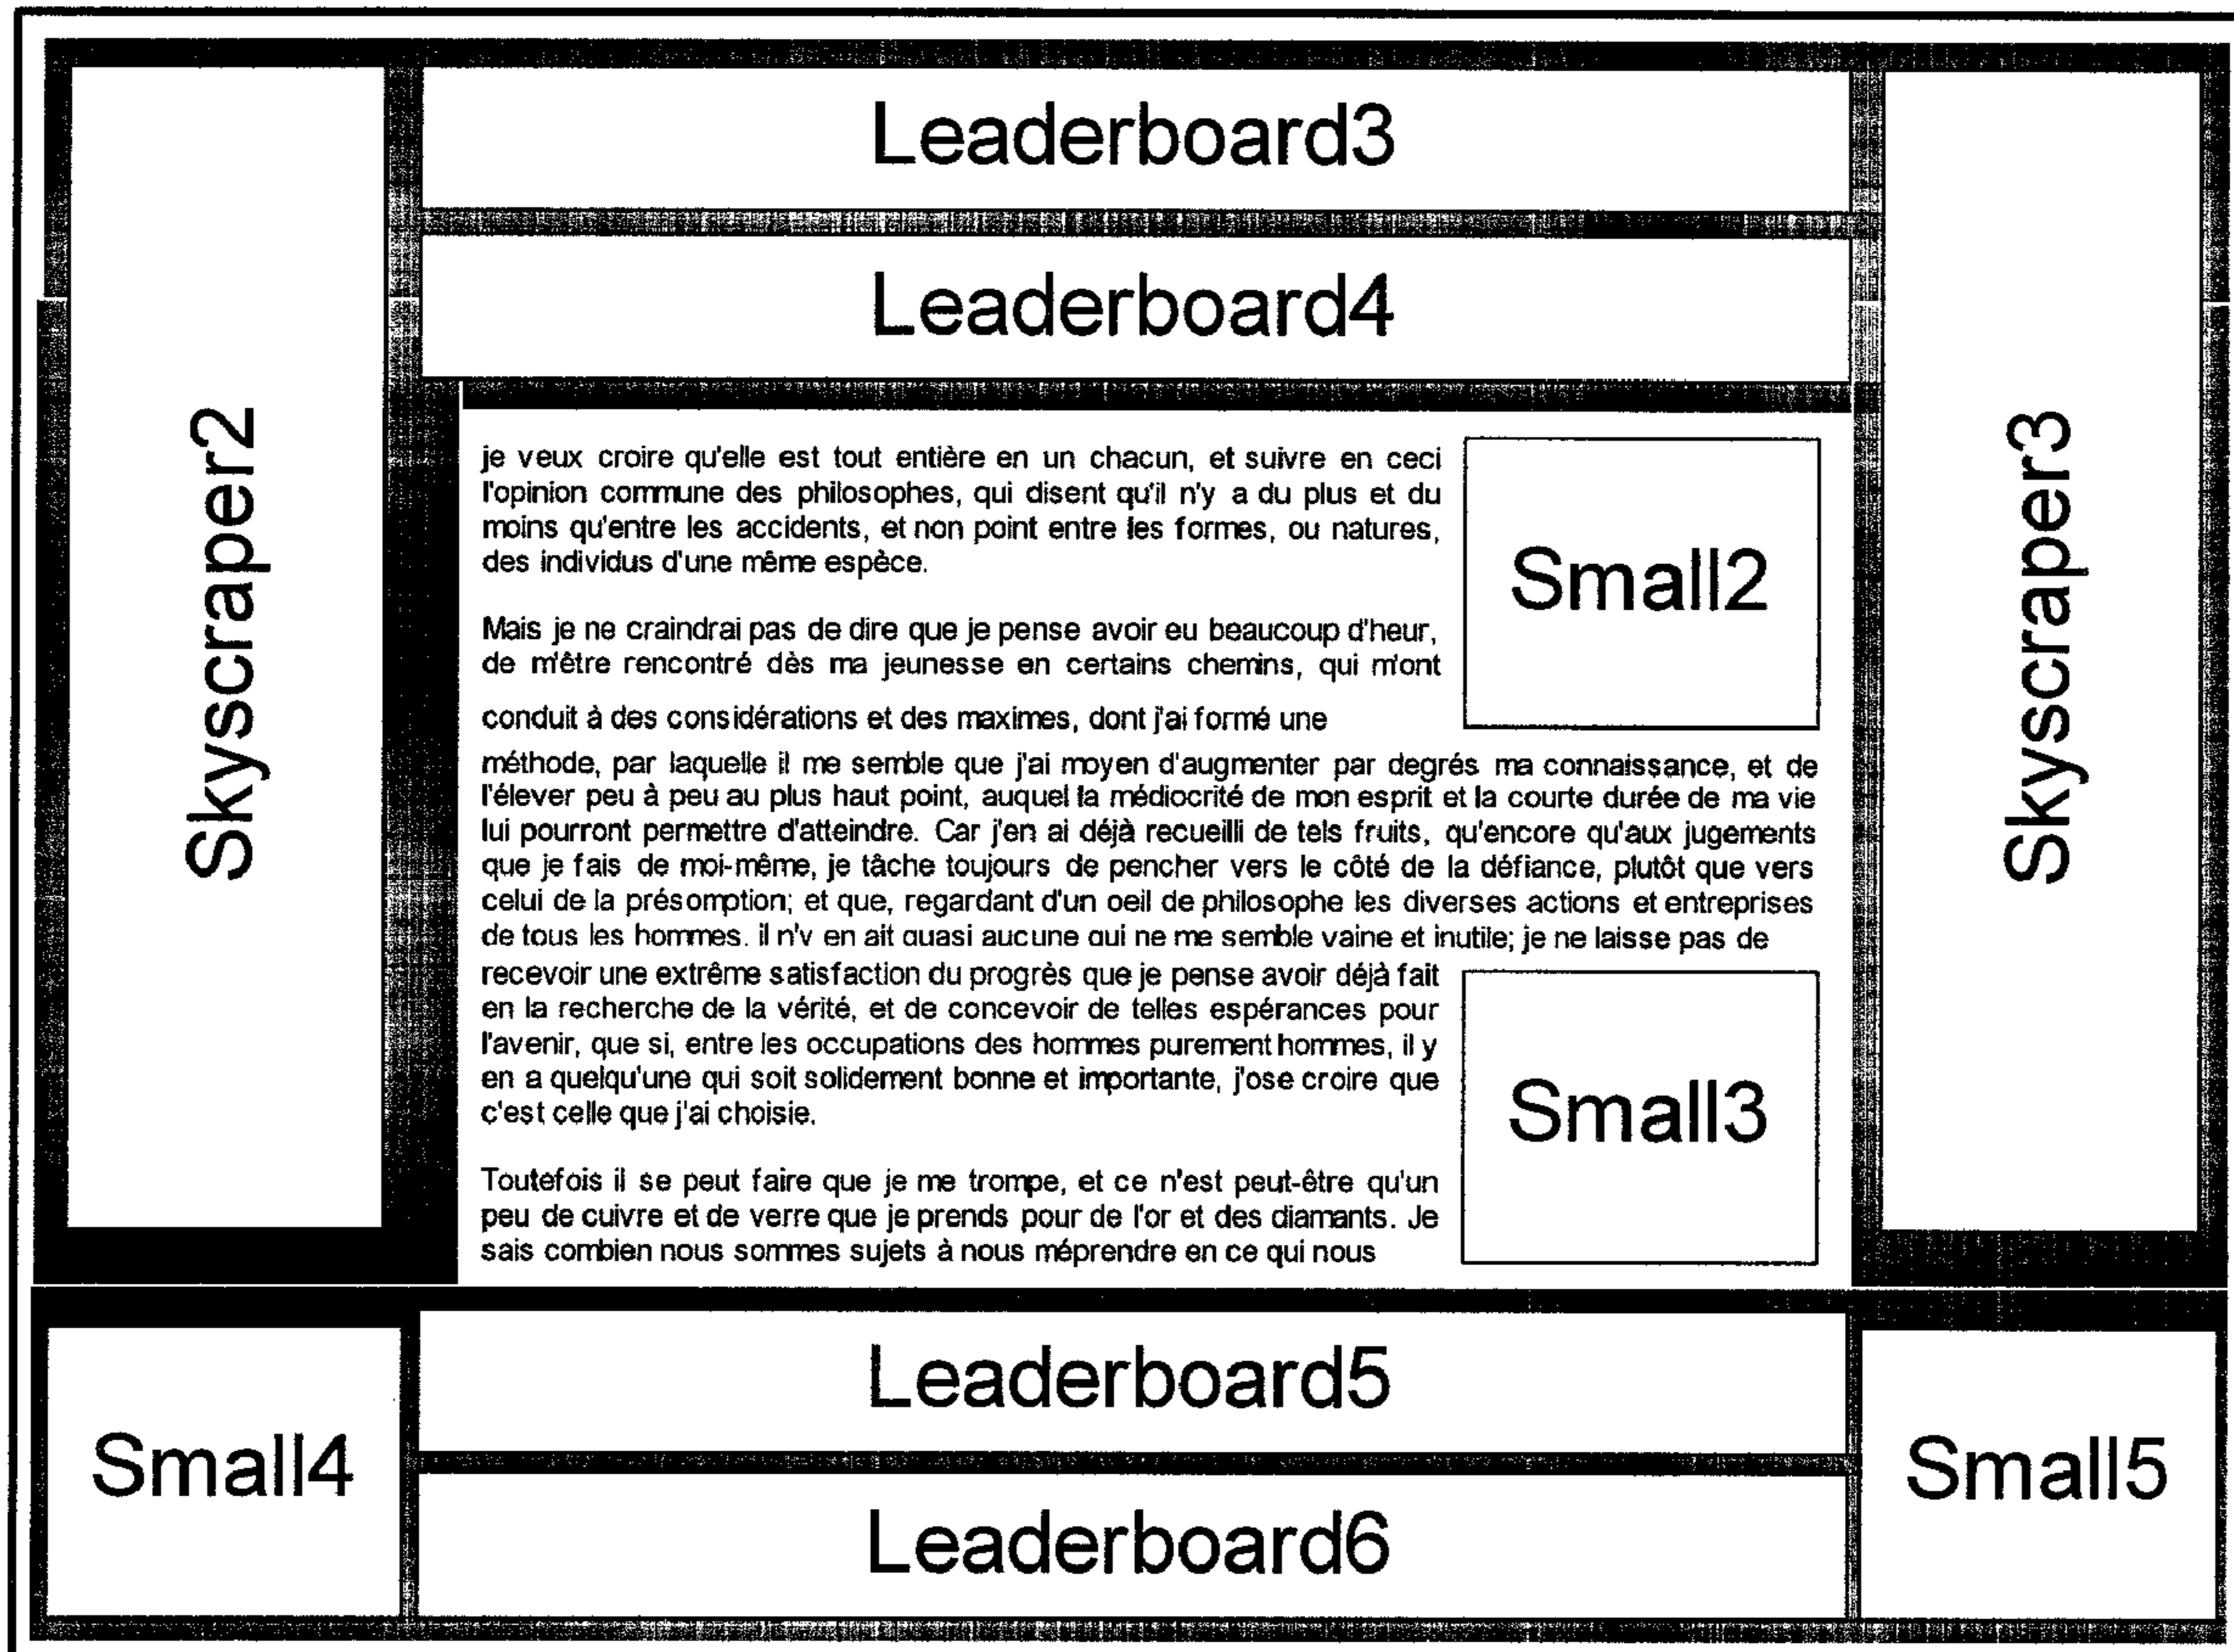 Leaderboard3
Leaderboard4
Skyscraper2
je veux croire qu'elle est tout entière en un chacun, et suivre en ceci
l'opinion commune des philosophes, qui disent qu'il n'y a du plus et du
moins qu'entre les accidents, et non point entre les formes, ou natures,
des individus d'une même espèce.
Mais je ne craindrai pas de dire que je pense avoir eu beaucoup d'heur,
de m'être rencontré dès ma jeunesse en certains chemins, qui m'ont
conduit à des considérations et des maximes, dont j'ai formé une
Small2
méthode, par laquelle il me semble que j'ai moyen d'augmenter par degrés ma connaissance, et de
l'élever peu à peu au plus haut point, auquel la médiocrité de mon esprit et la courte durée de ma vie
lui pourront permettre d'atteindre. Car j'en ai déjà recueilli de tels fruits, qu'encore qu'aux jugements
que je fais de moi-même, je tâche toujours de pencher vers le côté de la défiance, plutôt que vers
celui de la présomption; et que, regardant d'un oeil de philosophe les diverses actions et entreprises
de tous les hommes. il n'y en ait quasi aucune qui ne me semble vaine et inutile; je ne laisse pas de
recevoir une extrême satisfaction du progrès que je pense avoir déjà fait
en la recherche de la vérité, et de concevoir de telles espérances pour
l'avenir, que si, entre les occupations des hommes purement hommes, il y
en a quelqu'une qui soit solidement bonne et importante, j'ose croire que
c'est celle que j'ai choisie.
Toutefois il se peut faire que je me trompe, et ce n'est peut-être qu'un
peu de cuivre et de verre que je prends pour de l'or et des diamants. Je
sais combien nous sommes sujets à nous méprendre en ce qui nous
Small3
Skyscraper3
Small4
Leaderboard5
Leaderboard6
Small5